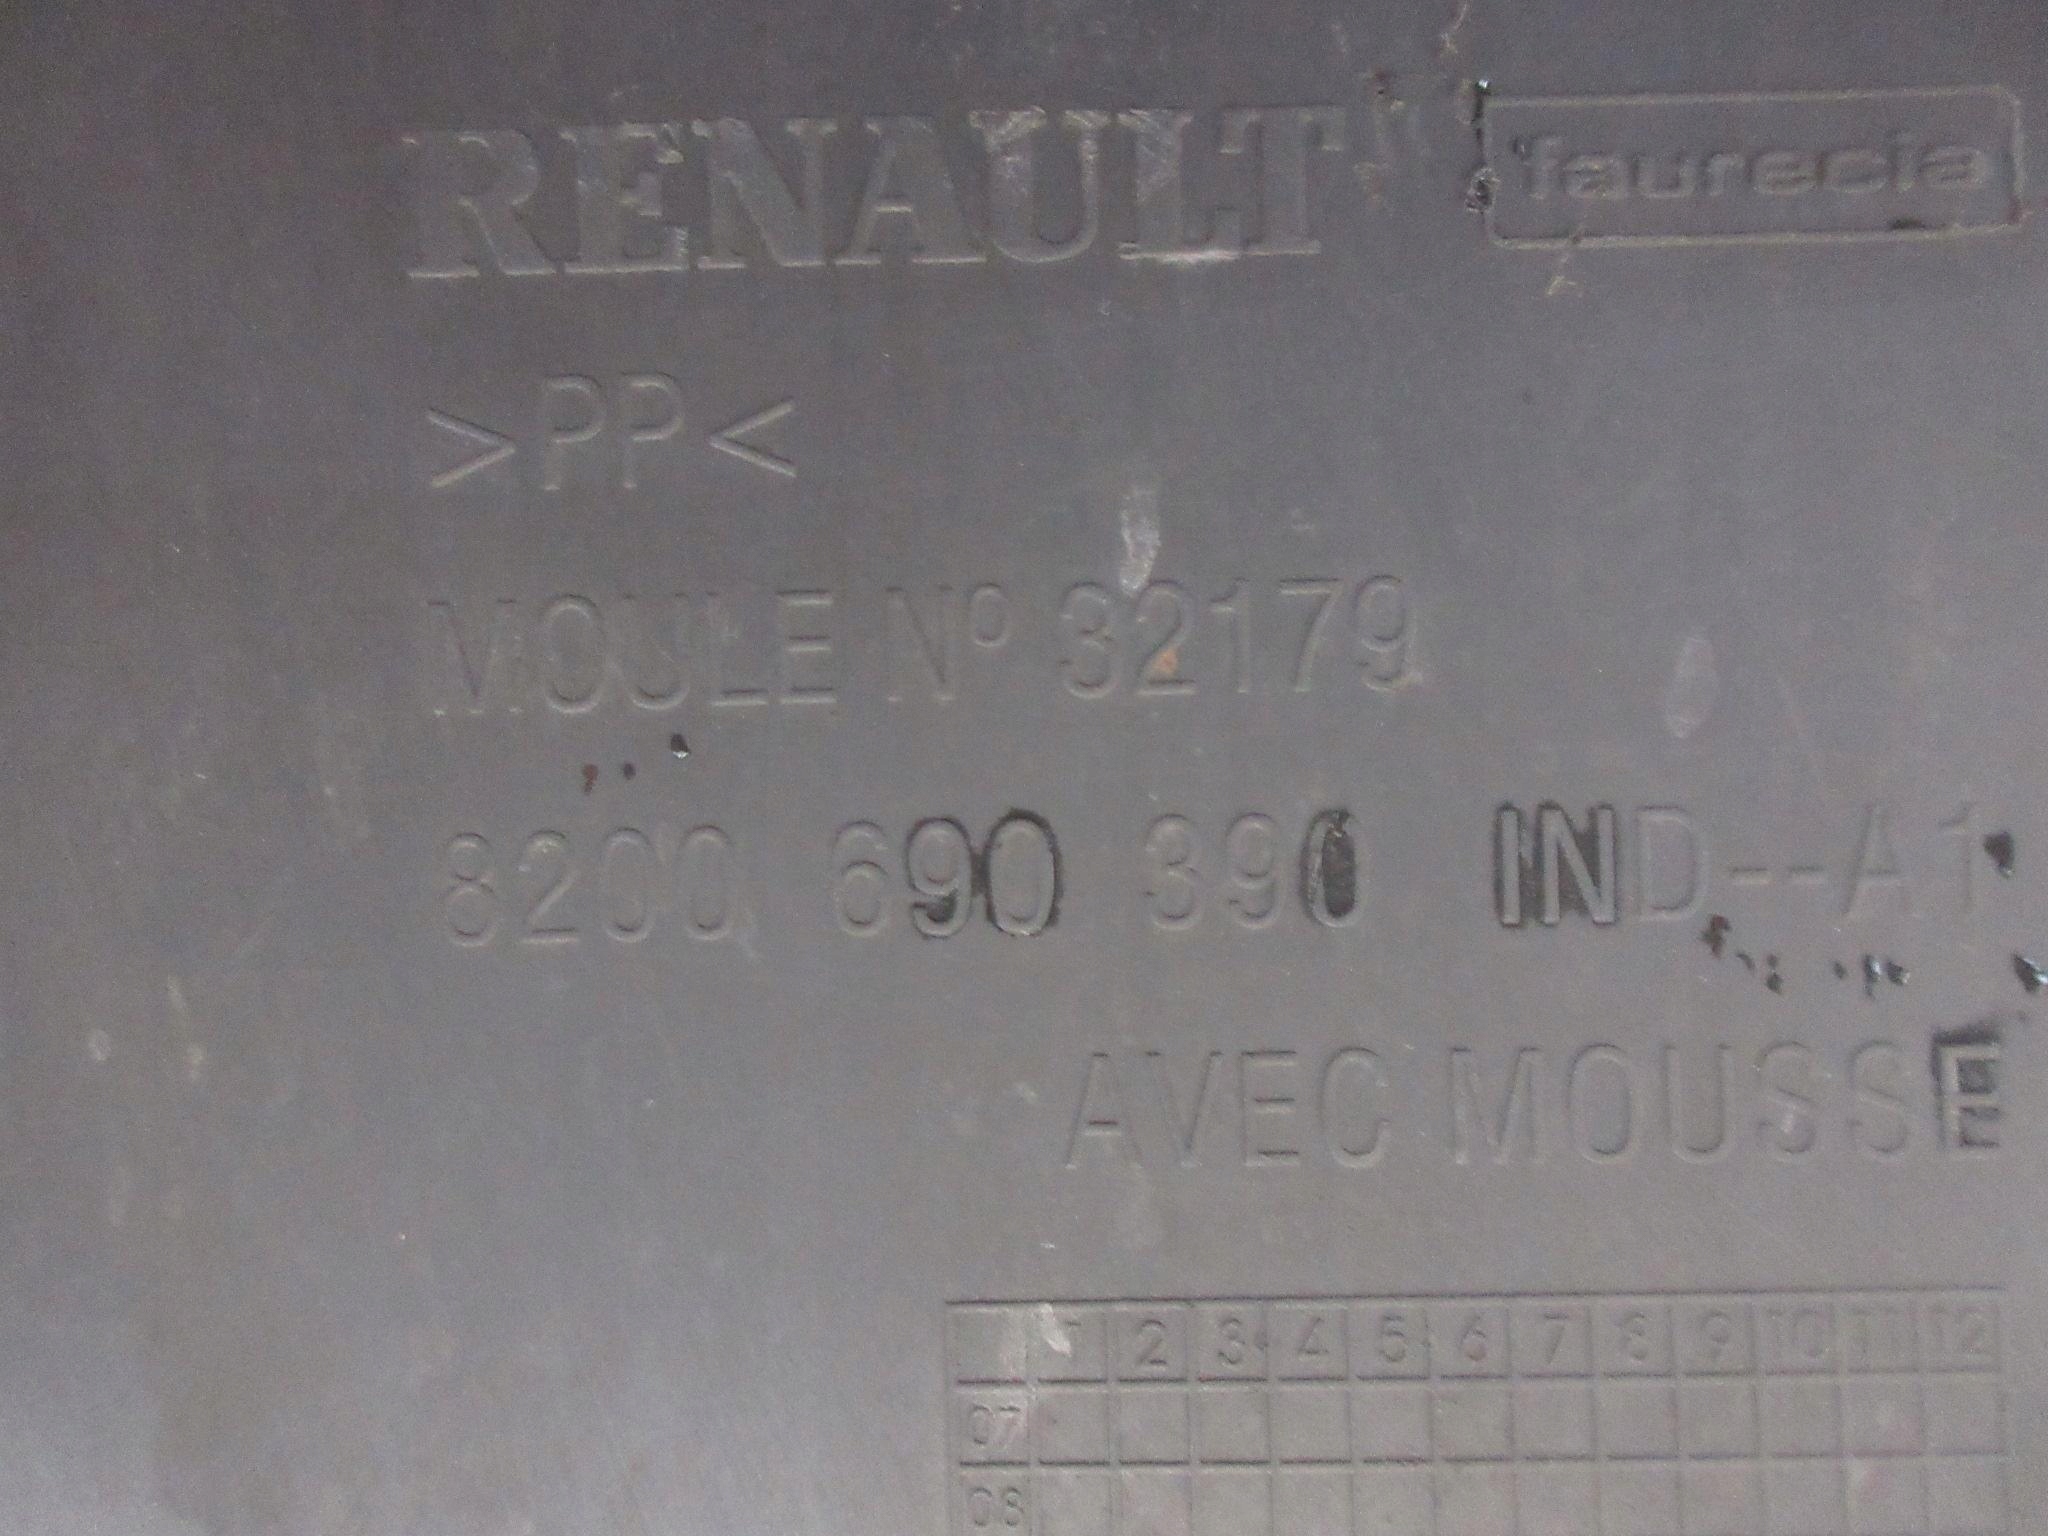 RENAULT faurecia
>PP<
MOULE Nº 32179
8200 690 390 IND--A1
AVEC MOUSSE
1 2 3 4 5 6 7 8 9 10 11 12
07
08